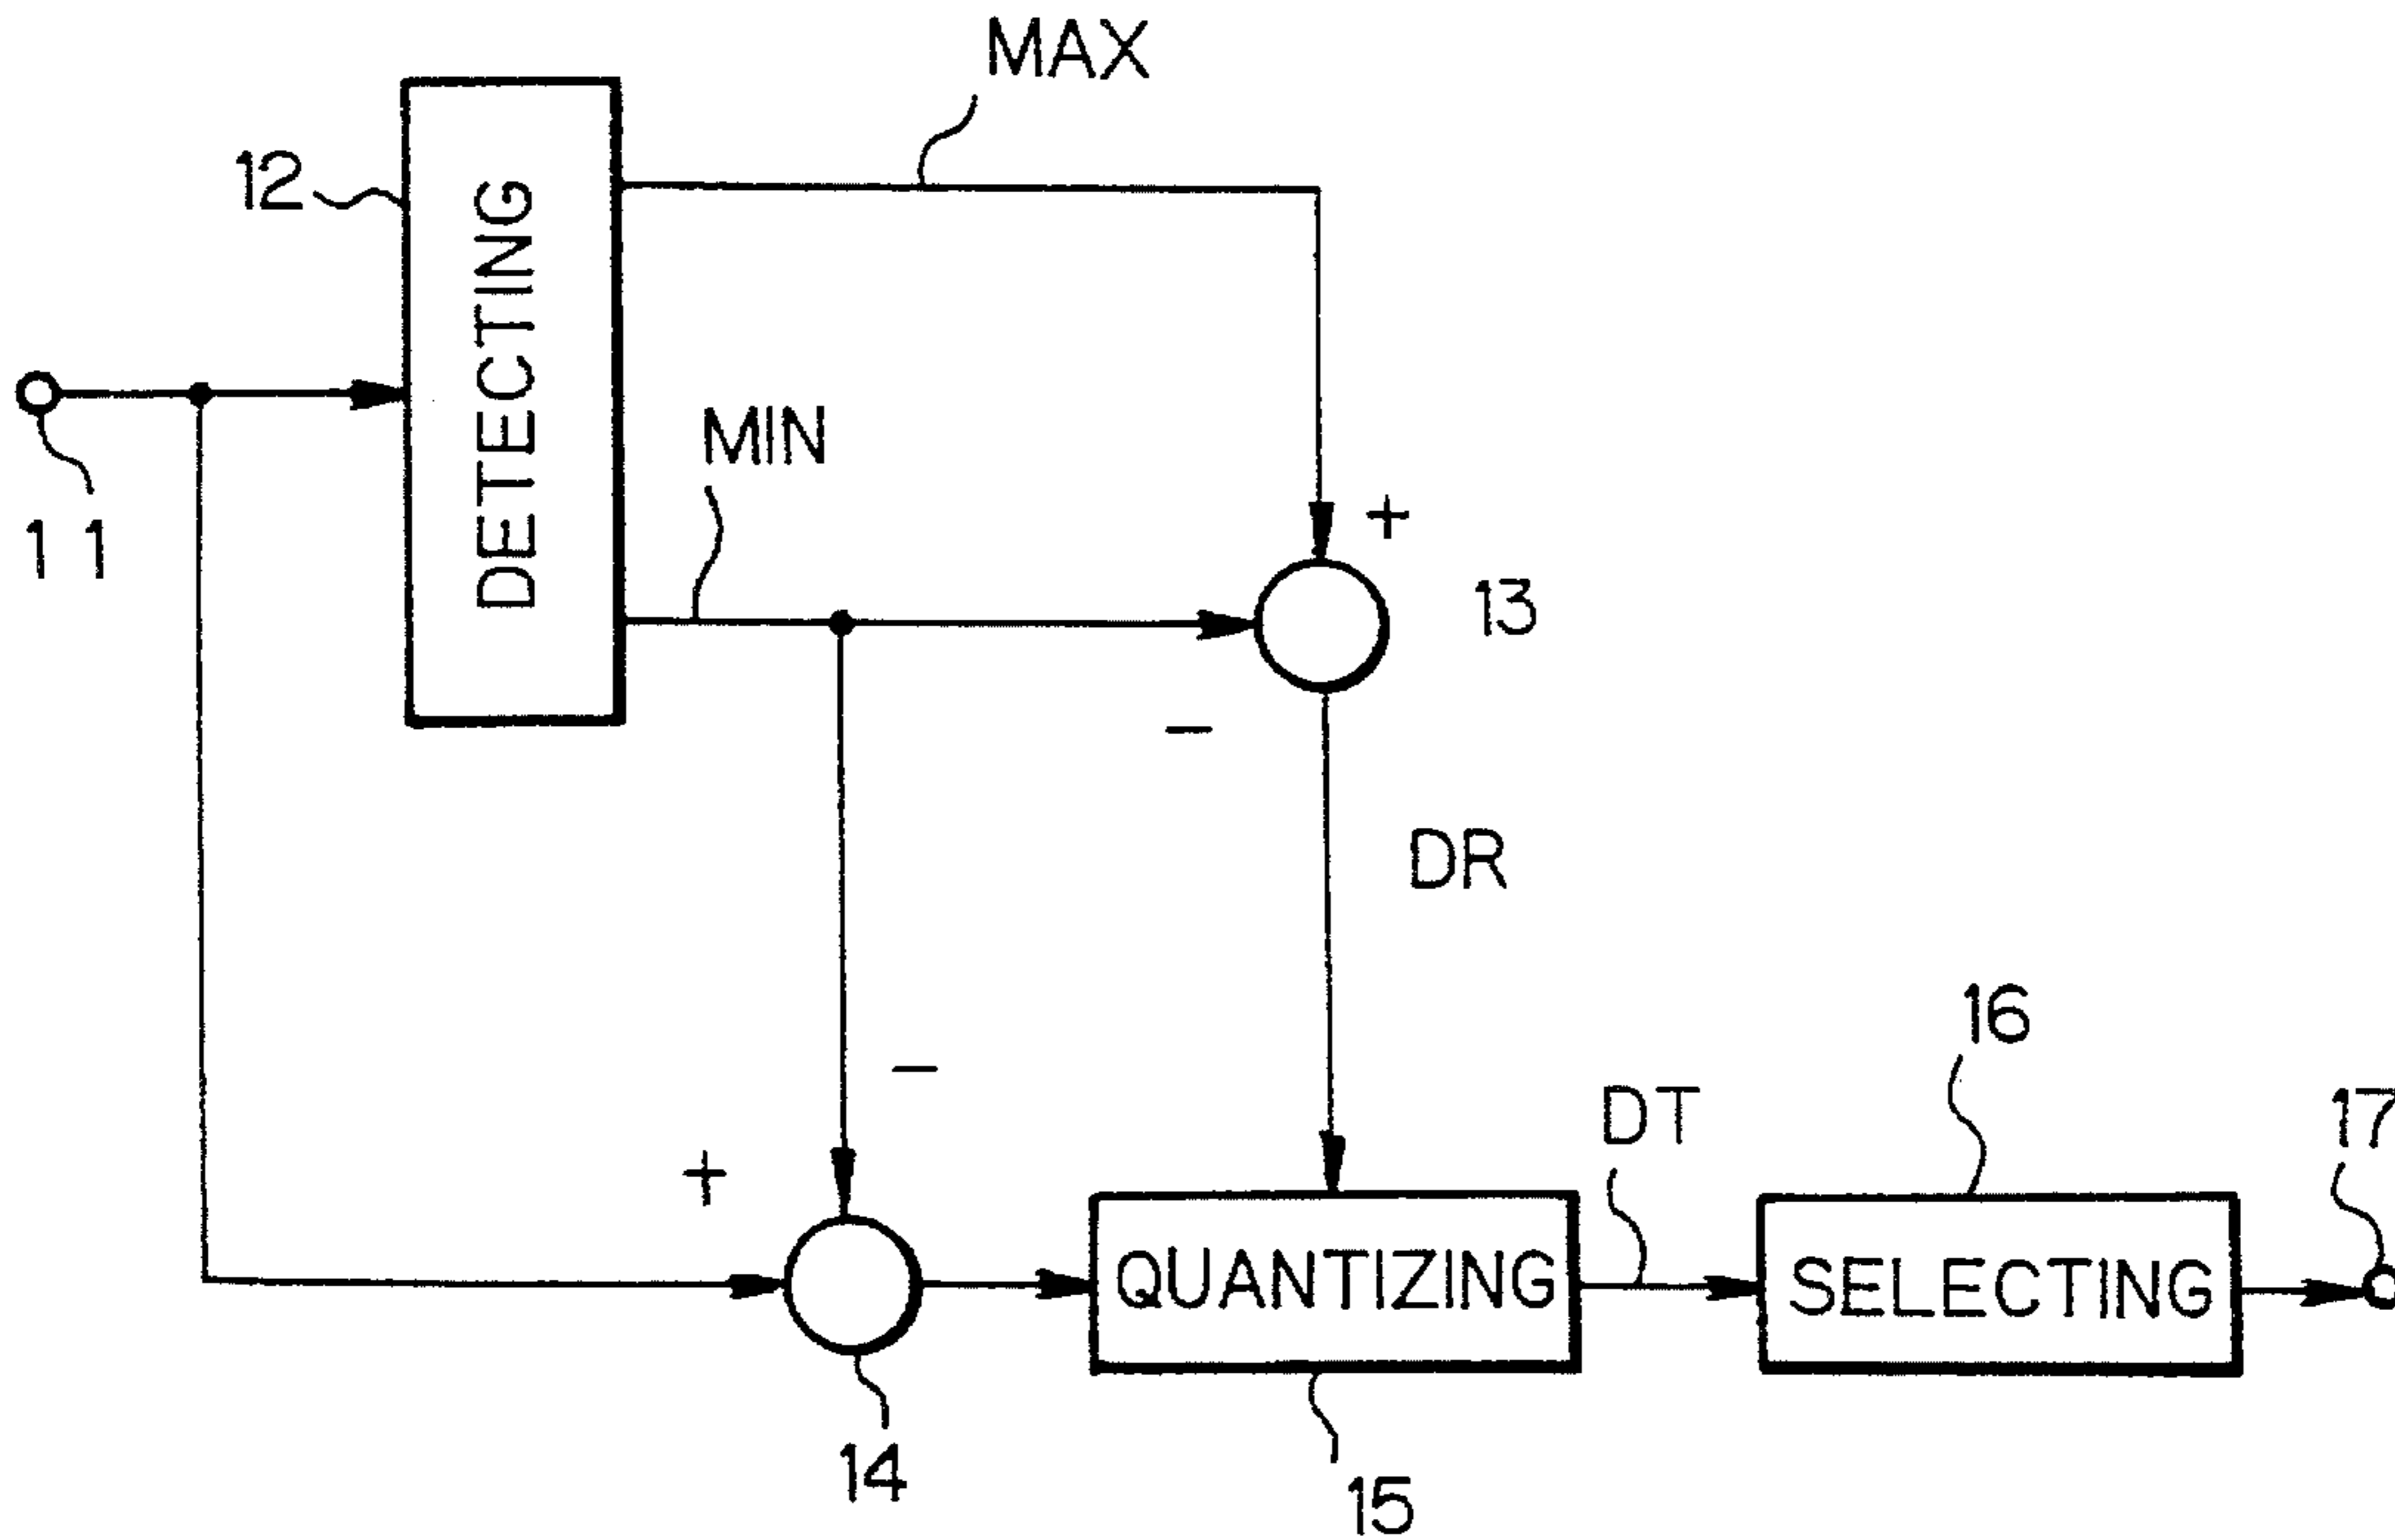 MAX
12
DETECTING
11
MIN
+
13
-
DR
-
+
16
DT
17
QUANTIZING
SELECTING
14
15